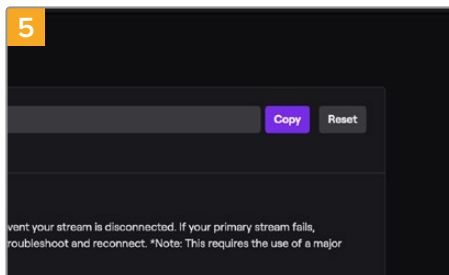 5
Copy Reset
vent your stream is disconnected. If your primary stream fails,
roubleshoot and reconnect. *Note: This requires the use of a major